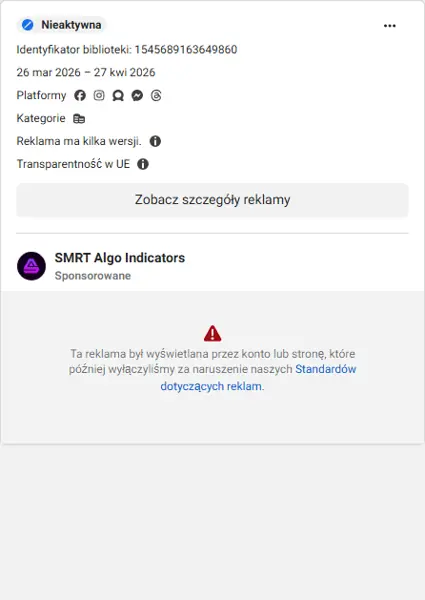 Nieaktywna
Identyfikator biblioteki: 1545689163649860
26 mar 2026 – 27 kwi 2026
Platformy
Kategorie
Reklama ma kilka wersji.
Transparentność w UE
Zobacz szczegóły reklamy
SMRT Algo Indicators
Sponsorowane
Ta reklama był wyświetlana przez konto lub stronę, które
później wyłączyliśmy za naruszenie naszych Standardów
dotyczących reklam.